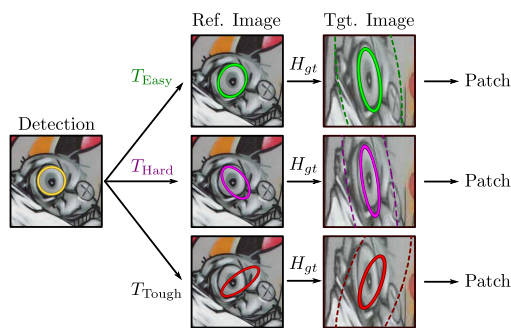 Ref. Image
Tgt. Image
T_Easy
H_gt
Patch
Detection
T_Hard
H_gt
Patch
T_Tough
H_gt
Patch